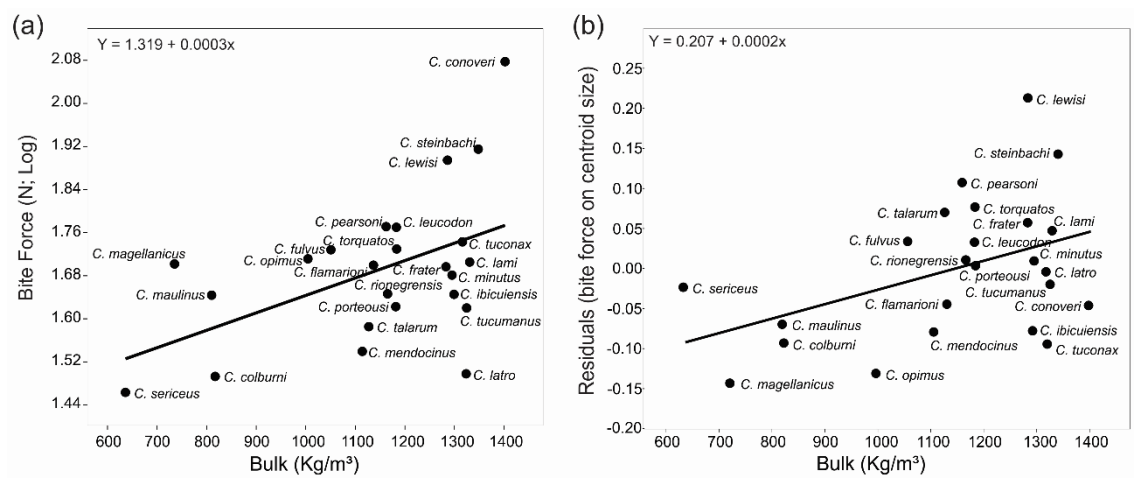 (a)
Y = 1.319 + 0.0003x
Bite Force (N; Log)
2.08
2.00
1.92
1.84
1.76
1.68
1.60
1.52
1.44
C. conoveri
C. steinbachi
C. lewisi
C. pearsoni
C. leucodon
C. torquatos
C. fulvus
C. tuconax
C. magellanicus
C. opimus
C. flamarioni
C. frater
C. lami
C. minutus
C. rionegrensis
C. maulinus
C. ibicuiensis
C. porteousi
C. tucumanus
C. talarum
C. mendocinus
C. colburni
C. latro
C. sericeus
600 700 800 900 1000 1100 1200 1300 1400
Bulk (Kg/m³)
(b)
Y = 0.207 + 0.0002x
Residuals (bite force on centroid size)
0.25
0.20
0.15
0.10
0.05
0.00
-0.05
-0.10
-0.15
-0.20
C. lewisi
C. steinbachi
C. pearsoni
C. talarum
C. torquatos
C. frater
C. lami
C. fulvus
C. leucodon
C. rionegrensis
C. minutus
C. porteousi
C. latro
C. sericeus
C. tucumanus
C. flamarioni
C. conoveri
C. maulinus
C. ibicuiensis
C. colburni
C. mendocinus
C. tuconax
C. magellanicus
C. opimus
600 700 800 900 1000 1100 1200 1300 1400
Bulk (Kg/m³)